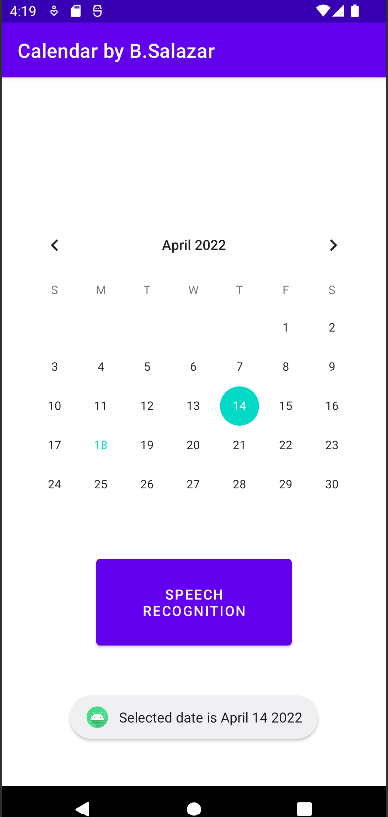 4:19
Calendar by B.Salazar
April 2022
S M T W T F S
1 2
3 4 5 6 7 8 9
10 11 12 13 14 15 16
17 18 19 20 21 22 23
24 25 26 27 28 29 30
SPEECH
RECOGNITION
Selected date is April 14 2022